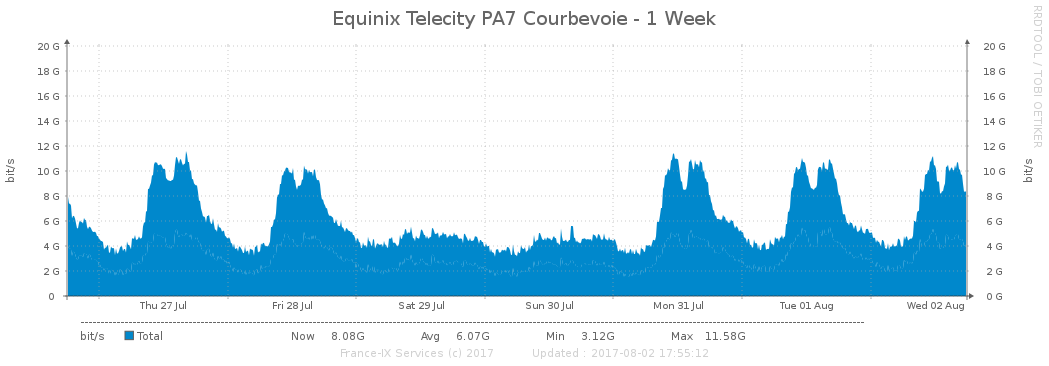 Equinix Telecity PA7 Courbevoie - 1 Week
RRDTOOL / TOBI OETIKER
20 G 20 G
18 G 18 G
16 G 16 G
14 G 14 G
12 G 12 G
10 G 10 G
8 G 8 G
6 G 6 G
4 G 4 G
2 G 2 G
0 0 G
bit/s bit/s
Thu 27 Jul Fri 28 Jul Sat 29 Jul Sun 30 Jul Mon 31 Jul Tue 01 Aug Wed 02 Aug
bit/s Total Now 8.08G Avg 6.07G Min 3.12G Max 11.58G
France-IX Services (c) 2017 Updated : 2017-08-02 17:55:12